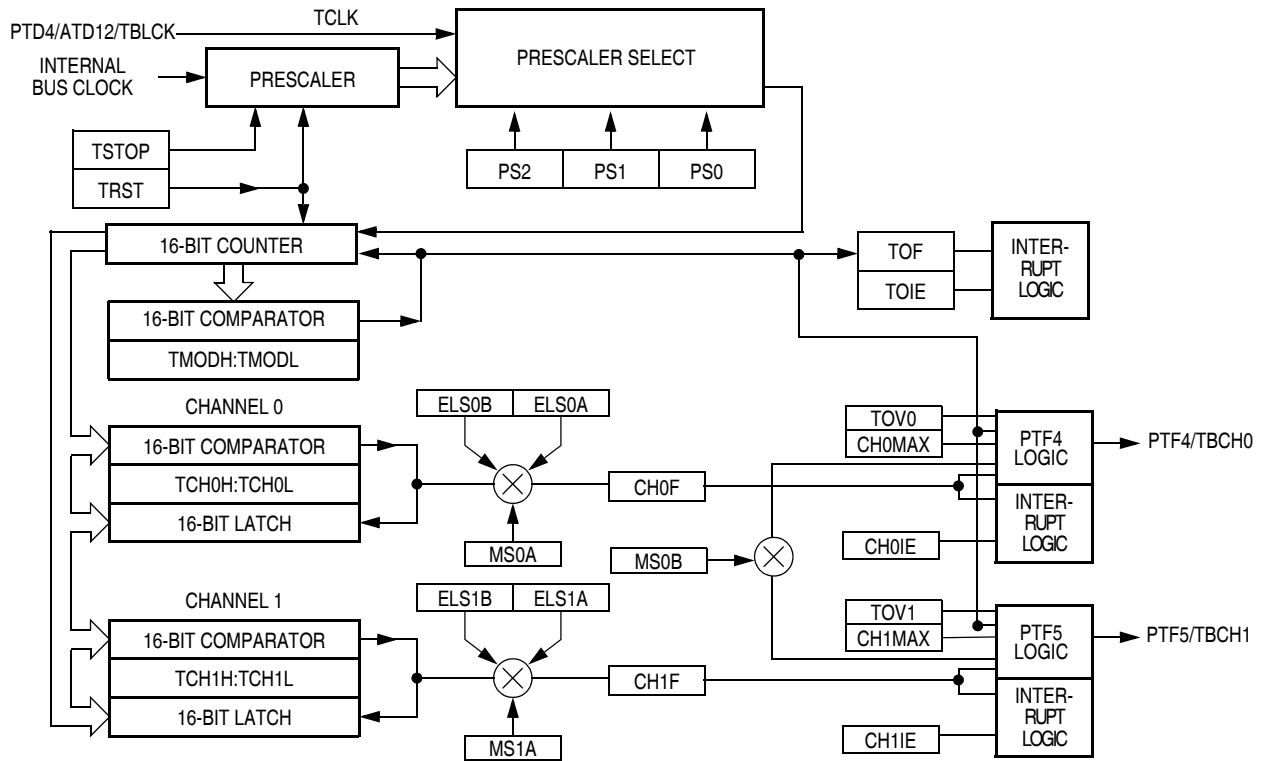 TCLK
PTD4/ATD12/TBLCK
INTERNAL
BUS CLOCK
PRESCALER
PRESCALER SELECT
TSTOP
TRST
PS2
PS1
PS0
16-BIT COUNTER
16-BIT COMPARATOR
TMODH:TMODL
TOF
TOIE
INTER-
RUPT
LOGIC
CHANNEL 0
16-BIT COMPARATOR
TCH0H:TCH0L
16-BIT LATCH
ELS0B
ELS0A
MS0A
CH0F
MS0B
TOV0
CH0MAX
CH0IE
PTF4
LOGIC
INTER-
RUPT
LOGIC
PTF4/TBCH0
CHANNEL 1
16-BIT COMPARATOR
TCH1H:TCH1L
16-BIT LATCH
ELS1B
ELS1A
MS1A
CH1F
TOV1
CH1MAX
CH1IE
PTF5
LOGIC
INTER-
RUPT
LOGIC
PTF5/TBCH1